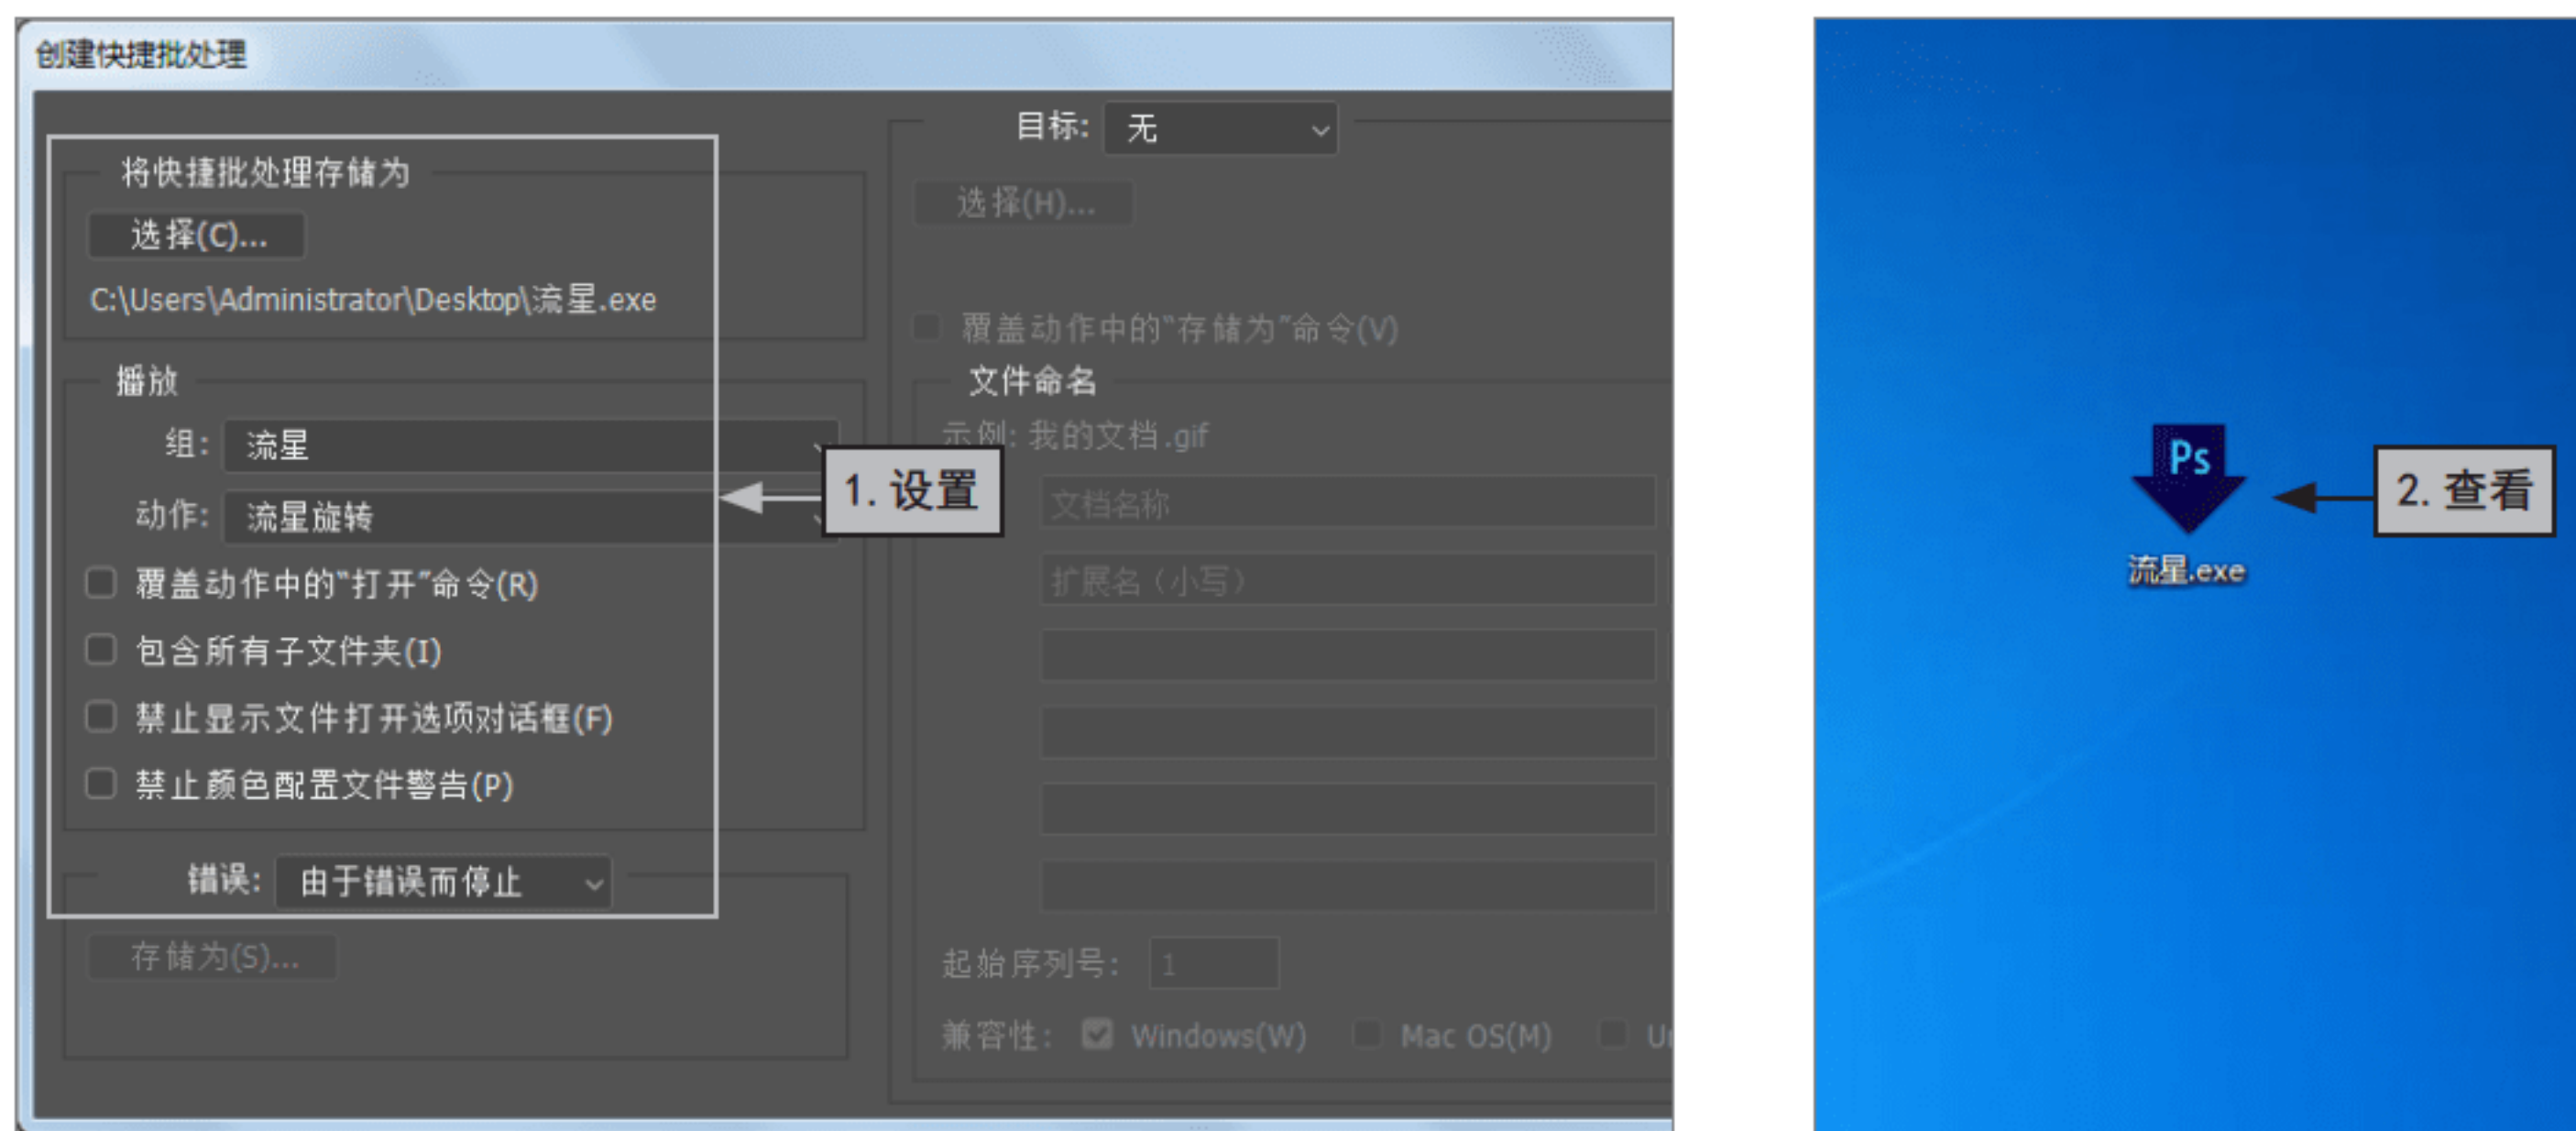 创建快捷批处理
将快捷批处理存储为
选择(C)...
C:\Users\Administrator\Desktop\流星.exe
播放
组: 流星
动作: 流星旋转
覆盖动作中的“打开”命令(R)
包含所有子文件夹(I)
禁止显示文件打开选项对话框(F)
禁止颜色配置文件警告(P)
错误: 由于错误而停止
存储为(S)...
1. 设置
目标: 无
选择(H)...
覆盖动作中的“存储为”命令(V)
文件命名
示例: 我的文档.gif
文档名称
扩展名（小写）
起始序列号: 1
兼容性: Windows(W) Mac OS(M)
Ps
流星.exe
2. 查看